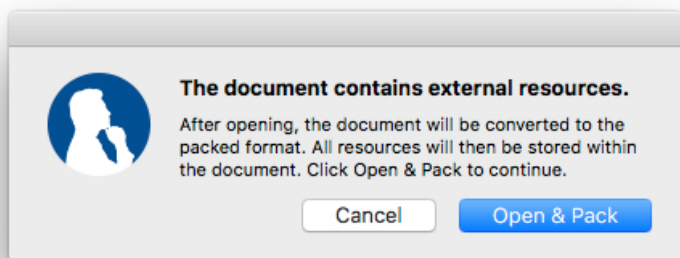 The document contains external resources.
After opening, the document will be converted to the
packed format. All resources will then be stored within
the document. Click Open & Pack to continue.
Cancel
Open & Pack